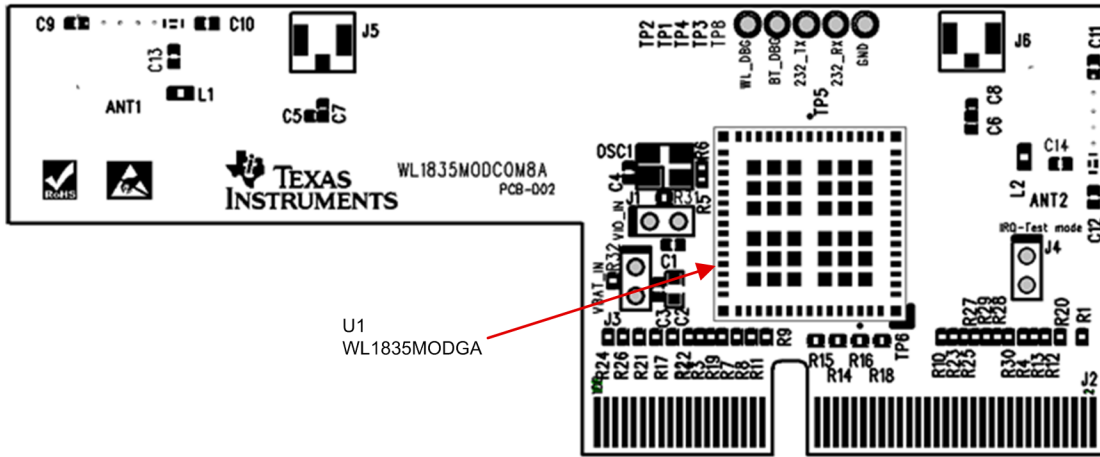 C9
C10
C13
ANT1
L1
J5
C5
C7
RoHS
TEXAS
INSTRUMENTS
WL1835MODCOM8A
PCB-D02
TP2
TP1
TP4
TP3
TP8
WL_DBG
BT_DBG
232_TX
232_RX
GND
TP5
J6
C11
C8
C6
C14
L2
ANT2
C12
IRQ-Test mode
J4
OSC1
R6
C4
J1
R31
R5
VIO_IN
R32
C1
VBAT_IN
J3
C3
C2
U1
WL1835MODGA
R24
R26
R21
R17
R22
R3
R19
R7
R8
R11
R9
R15
R14
R16
R18
TP6
R10
R23
R25
R27
R29
R28
R30
R4
R13
R12
R20
R1
J2
100
2